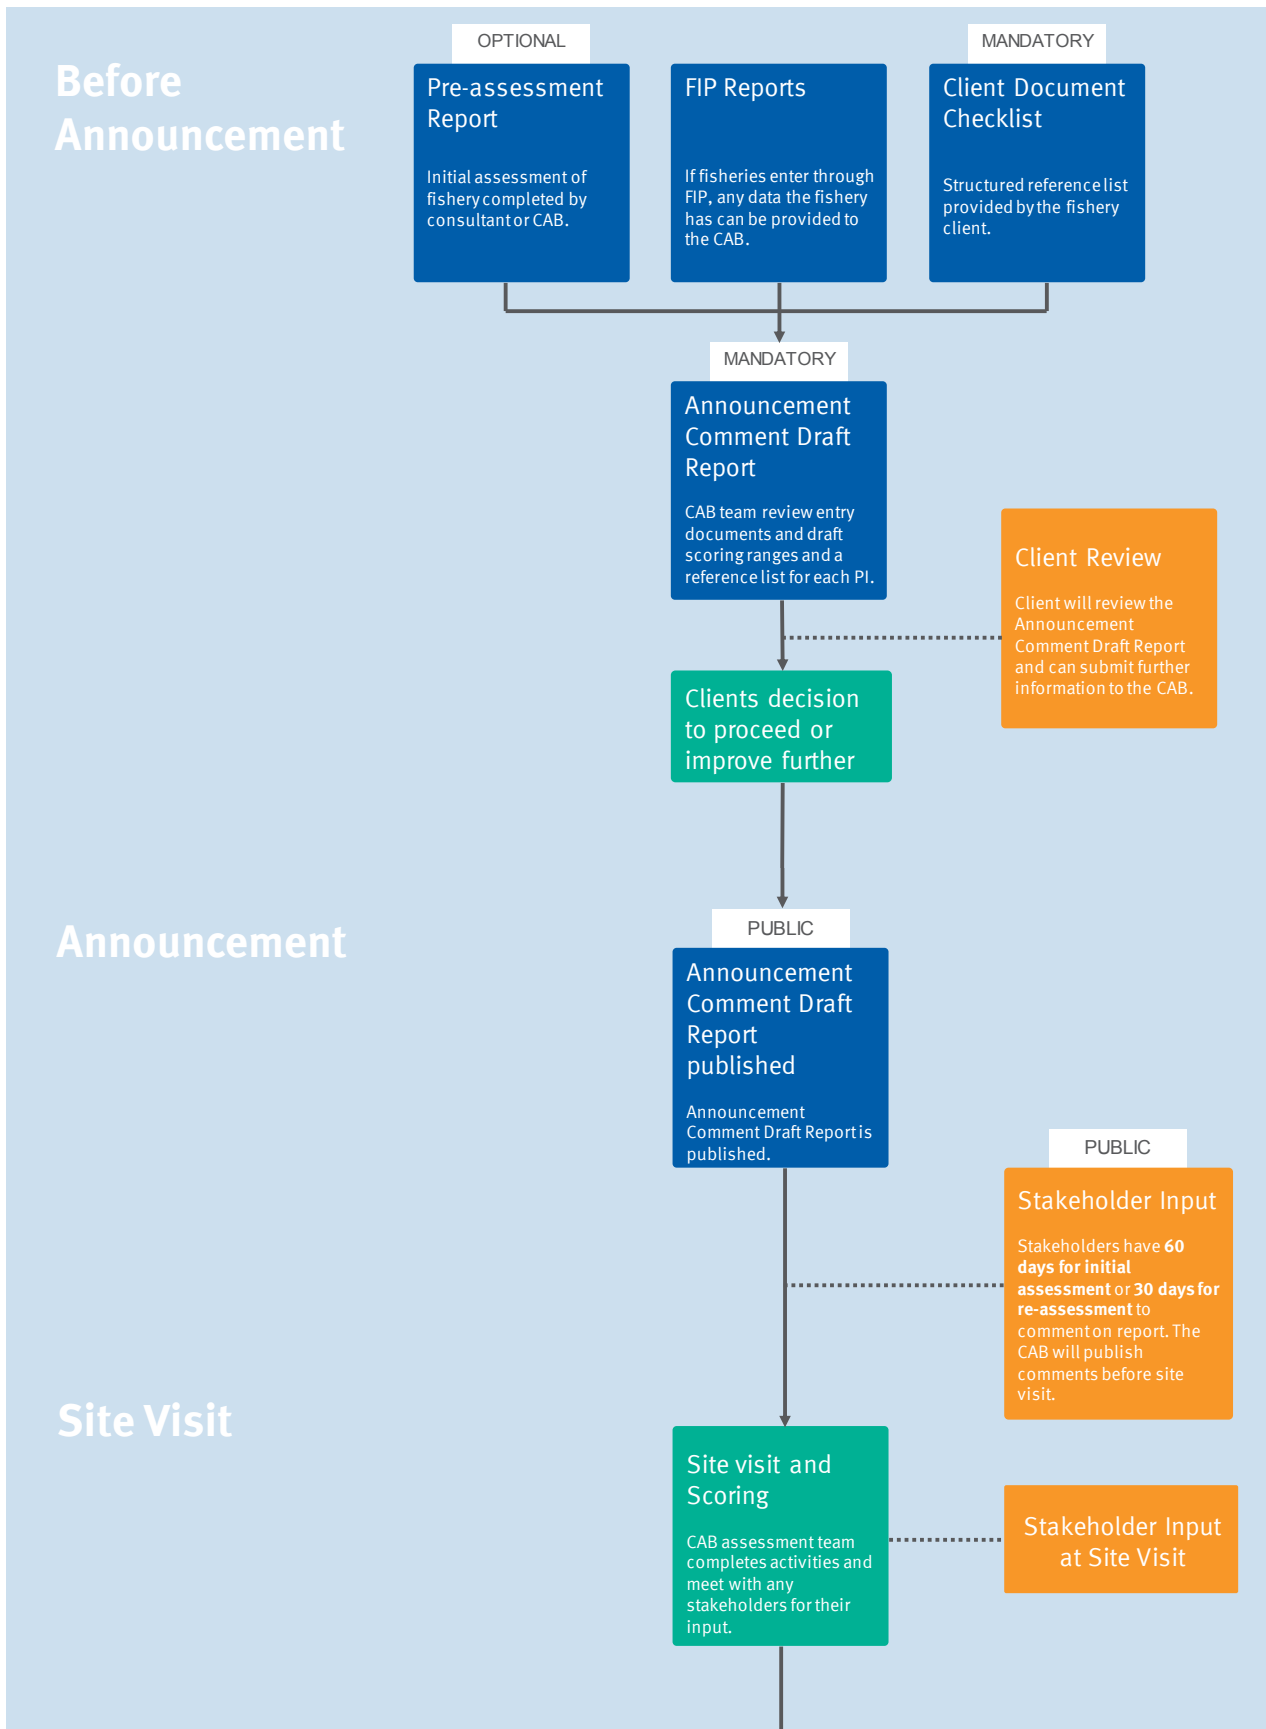 Before
Announcement
OPTIONAL
Pre-assessment
Report
Initial assessment of
fishery completed by
consultant or CAB.
FIP Reports
If fisheries enter through
FIP, any data the fishery
has can be provided to
the CAB.
MANDATORY
Client Document
Checklist
Structured reference list
provided by the fishery
client.
MANDATORY
Announcement
Comment Draft
Report
CAB team review entry
documents and draft
scoring ranges and a
reference list for each PI.
Client Review
Client will review the
Announcement
Comment Draft Report
and can submit further
information to the CAB.
Clients decision
to proceed or
improve further
Announcement
PUBLIC
Announcement
Comment Draft
Report
published
Announcement
Comment Draft Report is
published.
PUBLIC
Stakeholder Input
Stakeholders have 60
days for initial
assessment or 30 days for
re-assessment to
comment on report. The
CAB will publish
comments before site
visit.
Site Visit
Site visit and
Scoring
CAB assessment team
completes activities and
meet with any
stakeholders for their
input.
Stakeholder Input
at Site Visit